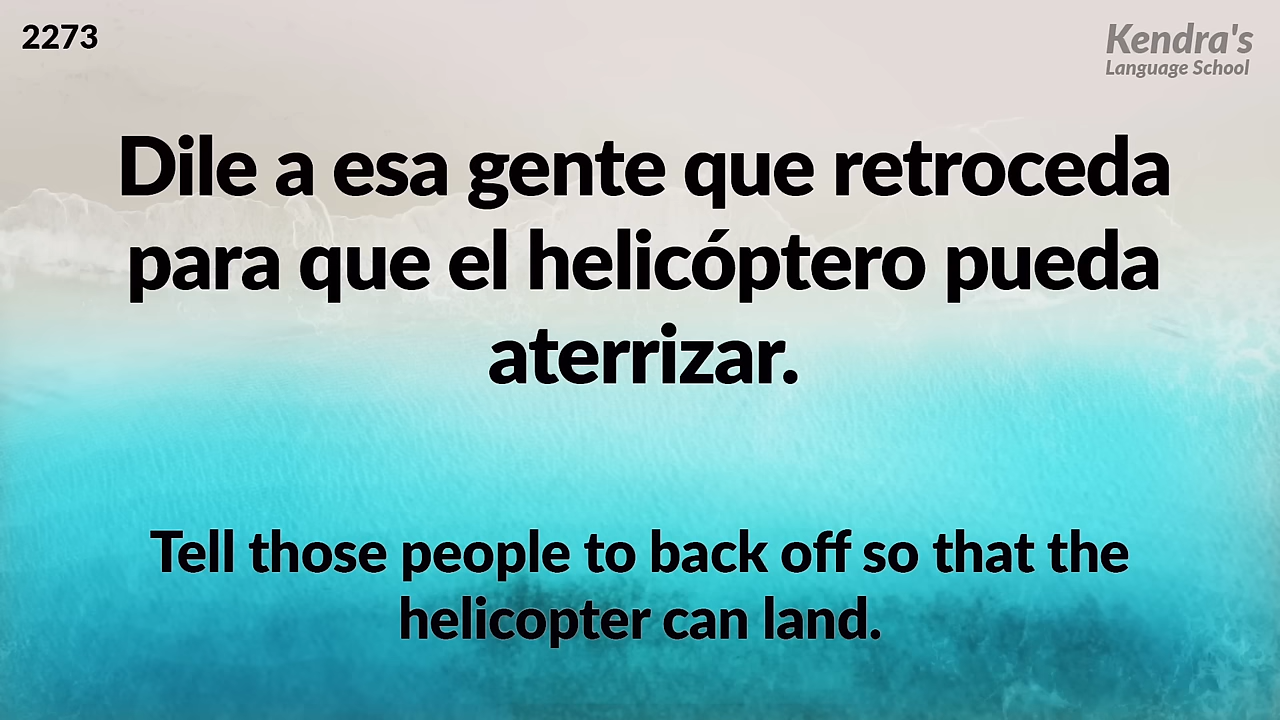 2273
Kendra's
Language School
Dile a esa gente que retroceda
para que el helicóptero pueda
aterrizar.
Tell those people to back off so that the
helicopter can land.